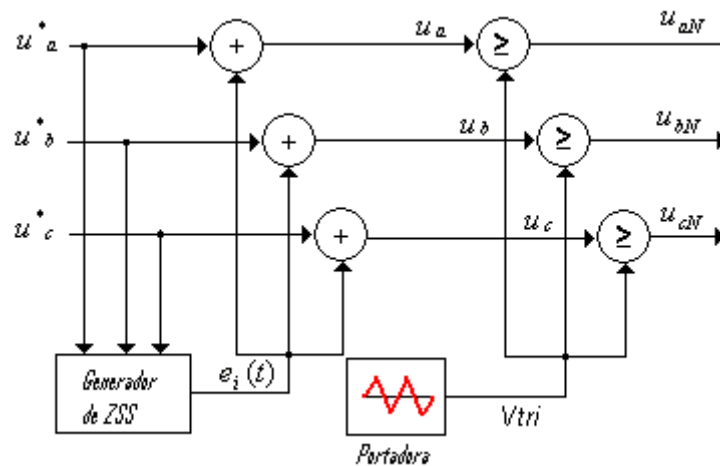 u*a + ua ≥ uaN
u*b + ub ≥ ubN
u*c + uc ≥ ucN
Generador
de ZSS
ei (t)
Vtri
Portadora